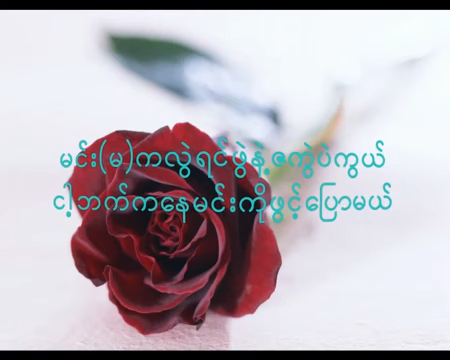 မင်း(မ)ကလွဲရင်ဖွဲနဲ့ဇကွဲပဲကွယ်
ငါ့ဘက်ကနေမင်းကိုဖွင့်ပြောမယ်